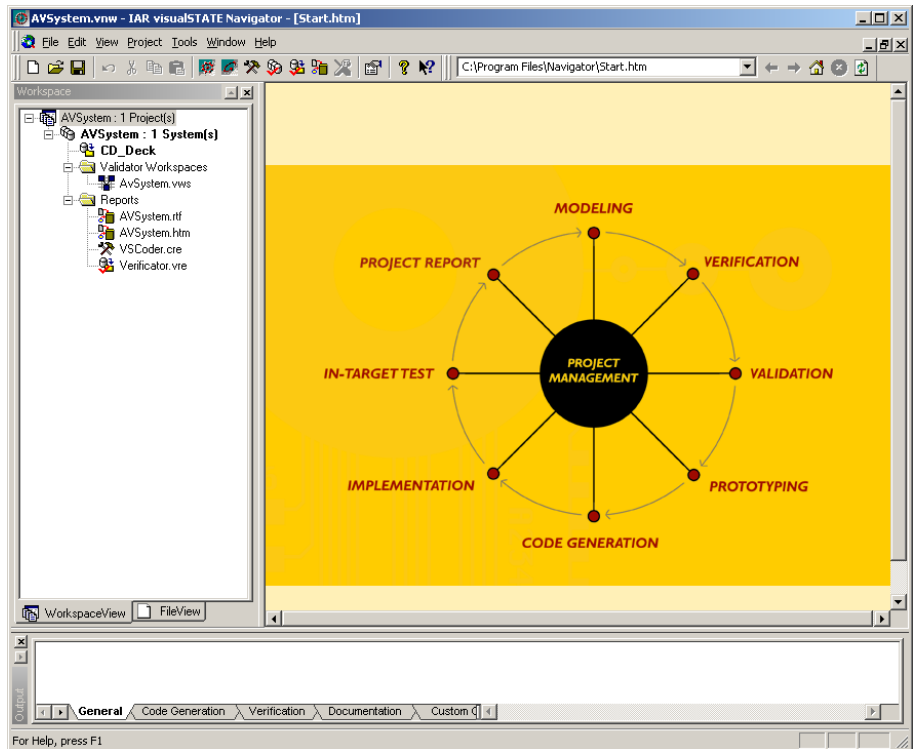 AVSystem.vnw - IAR visualSTATE Navigator - [Start.htm]
File Edit View Project Tools Window Help
C:\Program Files\Navigator\Start.htm
Workspace
AVSystem : 1 Project(s)
AVSystem : 1 System(s)
CD_Deck
Validator Workspaces
AvSystem.vws
Reports
AVSystem.rtf
AVSystem.htm
VSCoder.cre
Verificator.vre
WorkspaceView FileView
MODELING
PROJECT REPORT
VERIFICATION
PROJECT
MANAGEMENT
IN-TARGET TEST
VALIDATION
IMPLEMENTATION
PROTOTYPING
CODE GENERATION
Output
General Code Generation Verification Documentation Custom
For Help, press F1